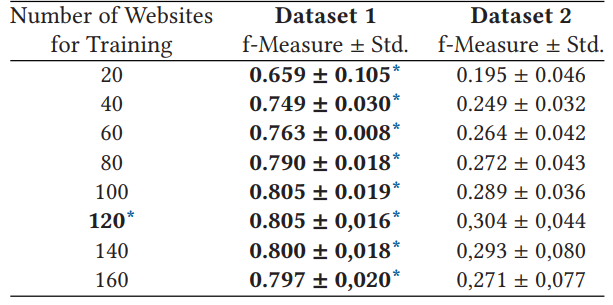 Number of Websites Dataset 1 Dataset 2
for Training f-Measure ± Std. f-Measure ± Std.
20 0.659 ± 0.105* 0.195 ± 0.046
40 0.749 ± 0.030* 0.249 ± 0.032
60 0.763 ± 0.008* 0.264 ± 0.042
80 0.790 ± 0.018* 0.272 ± 0.043
100 0.805 ± 0.019* 0.289 ± 0.036
120* 0.805 ± 0,016* 0,304 ± 0,044
140 0.800 ± 0,018* 0,293 ± 0,080
160 0.797 ± 0,020* 0,271 ± 0,077